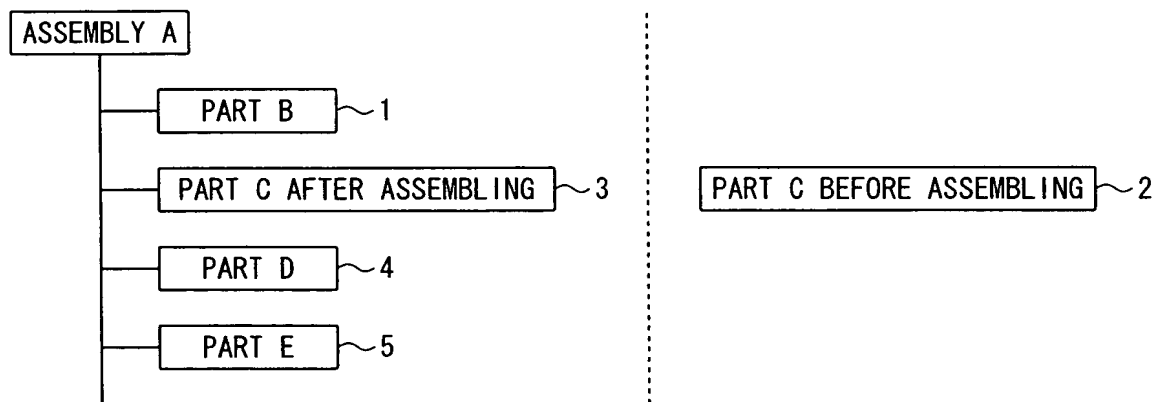 ASSEMBLY A
PART B 1
PART C AFTER ASSEMBLING 3
PART C BEFORE ASSEMBLING 2
PART D 4
PART E 5